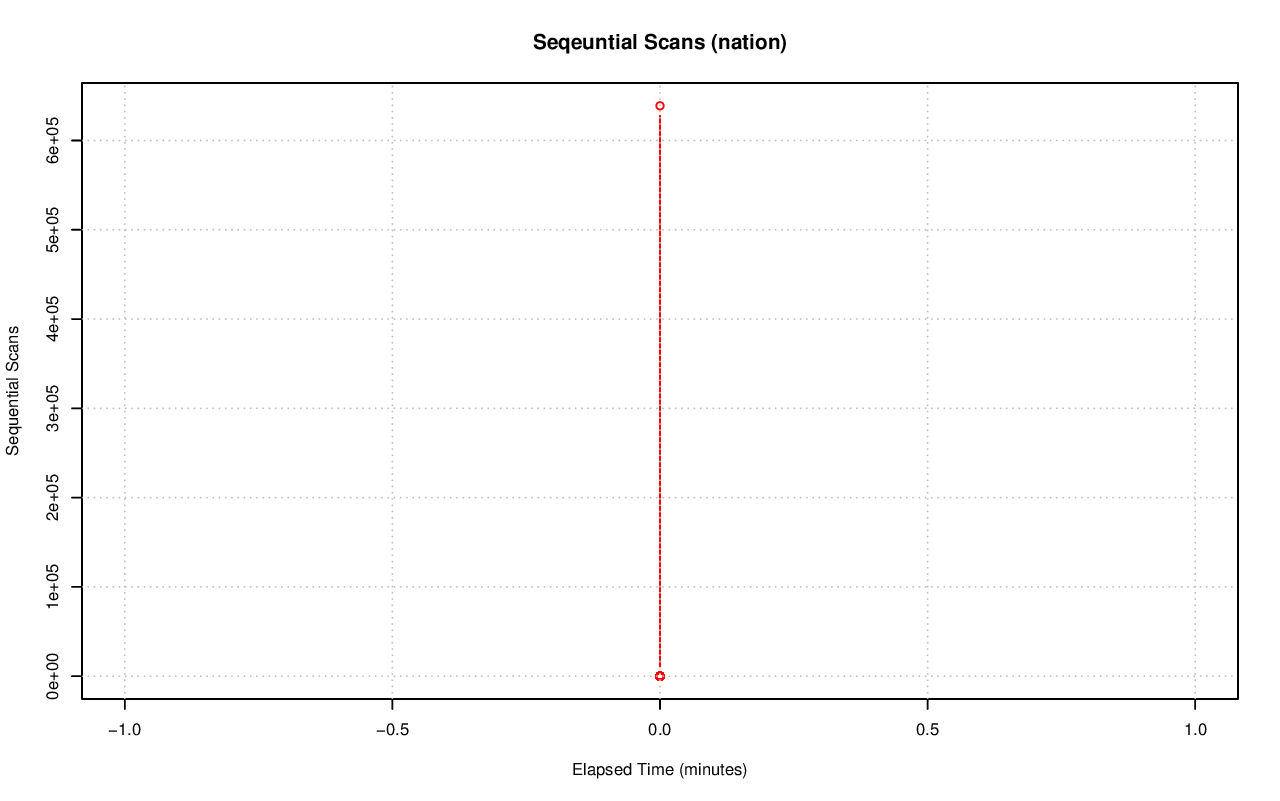 Seqeuntial Scans (nation)
Sequential Scans
6e+05
5e+05
4e+05
3e+05
2e+05
1e+05
0e+00
−1.0
−0.5
0.0
0.5
1.0
Elapsed Time (minutes)